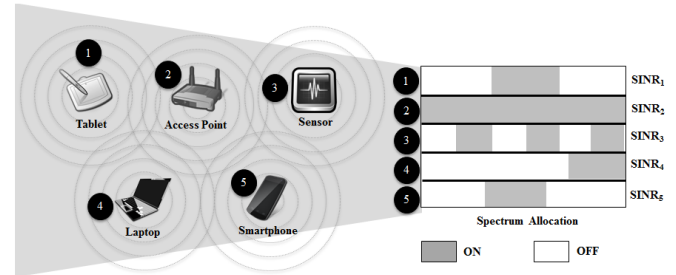 1
2
3
Tablet
Access Point
Sensor
4
5
Laptop
Smartphone
1
SINR1
2
SINR2
3
SINR3
4
SINR4
5
SINR5
Spectrum Allocation
ON
OFF